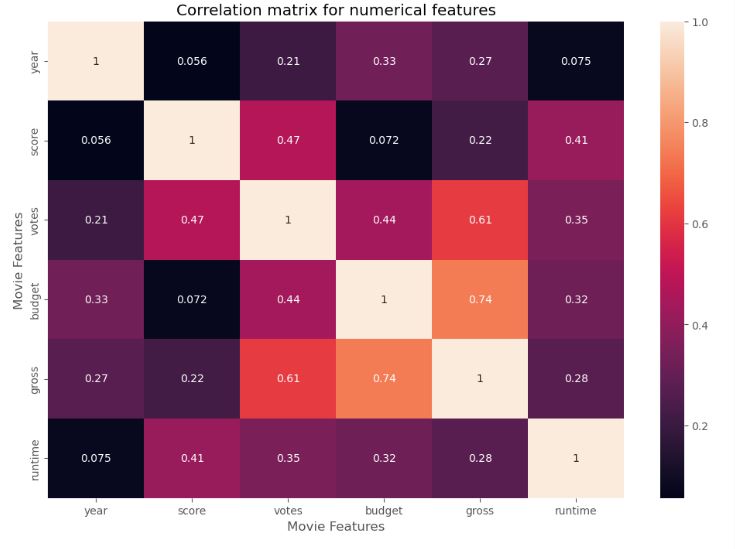 Correlation matrix for numerical features
1 0.056 0.21 0.33 0.27 0.075
0.056 1 0.47 0.072 0.22 0.41
0.21 0.47 1 0.44 0.61 0.35
0.33 0.072 0.44 1 0.74 0.32
0.27 0.22 0.61 0.74 1 0.28
0.075 0.41 0.35 0.32 0.28 1
year
score
votes
budget
gross
runtime
Movie Features
year score votes budget gross runtime
Movie Features
1.0
0.8
0.6
0.4
0.2